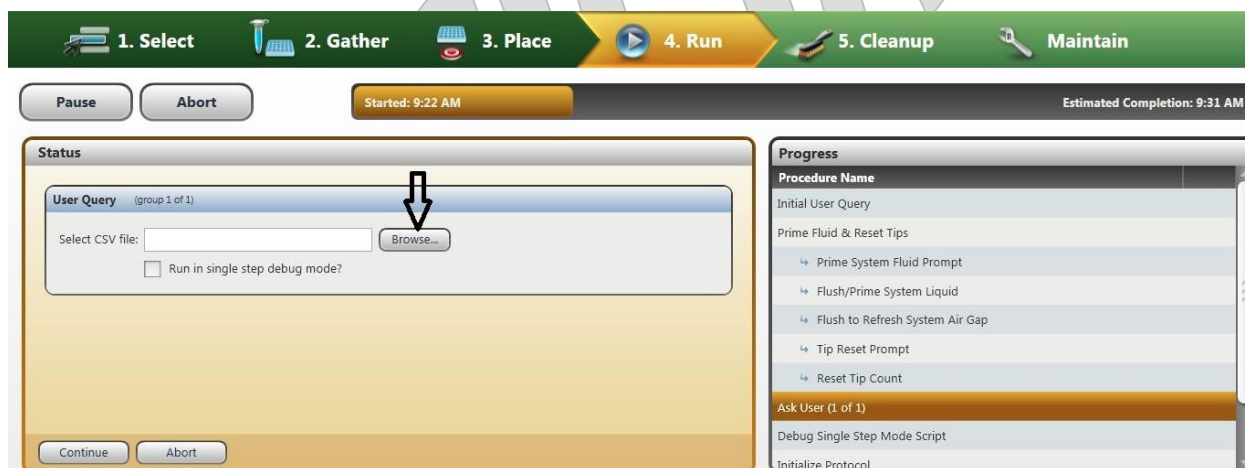 1. Select 2. Gather 3. Place 4. Run 5. Cleanup Maintain
Pause Abort Started: 9:22 AM Estimated Completion: 9:31 AM
Status
User Query (group 1 of 1)
Select CSV file: Browse...
Run in single step debug mode?
Continue Abort
Progress
Procedure Name
Initial User Query
Prime Fluid & Reset Tips
Prime System Fluid Prompt
Flush/Prime System Liquid
Flush to Refresh System Air Gap
Tip Reset Prompt
Reset Tip Count
Ask User (1 of 1)
Debug Single Step Mode Script
Initialize Protocol